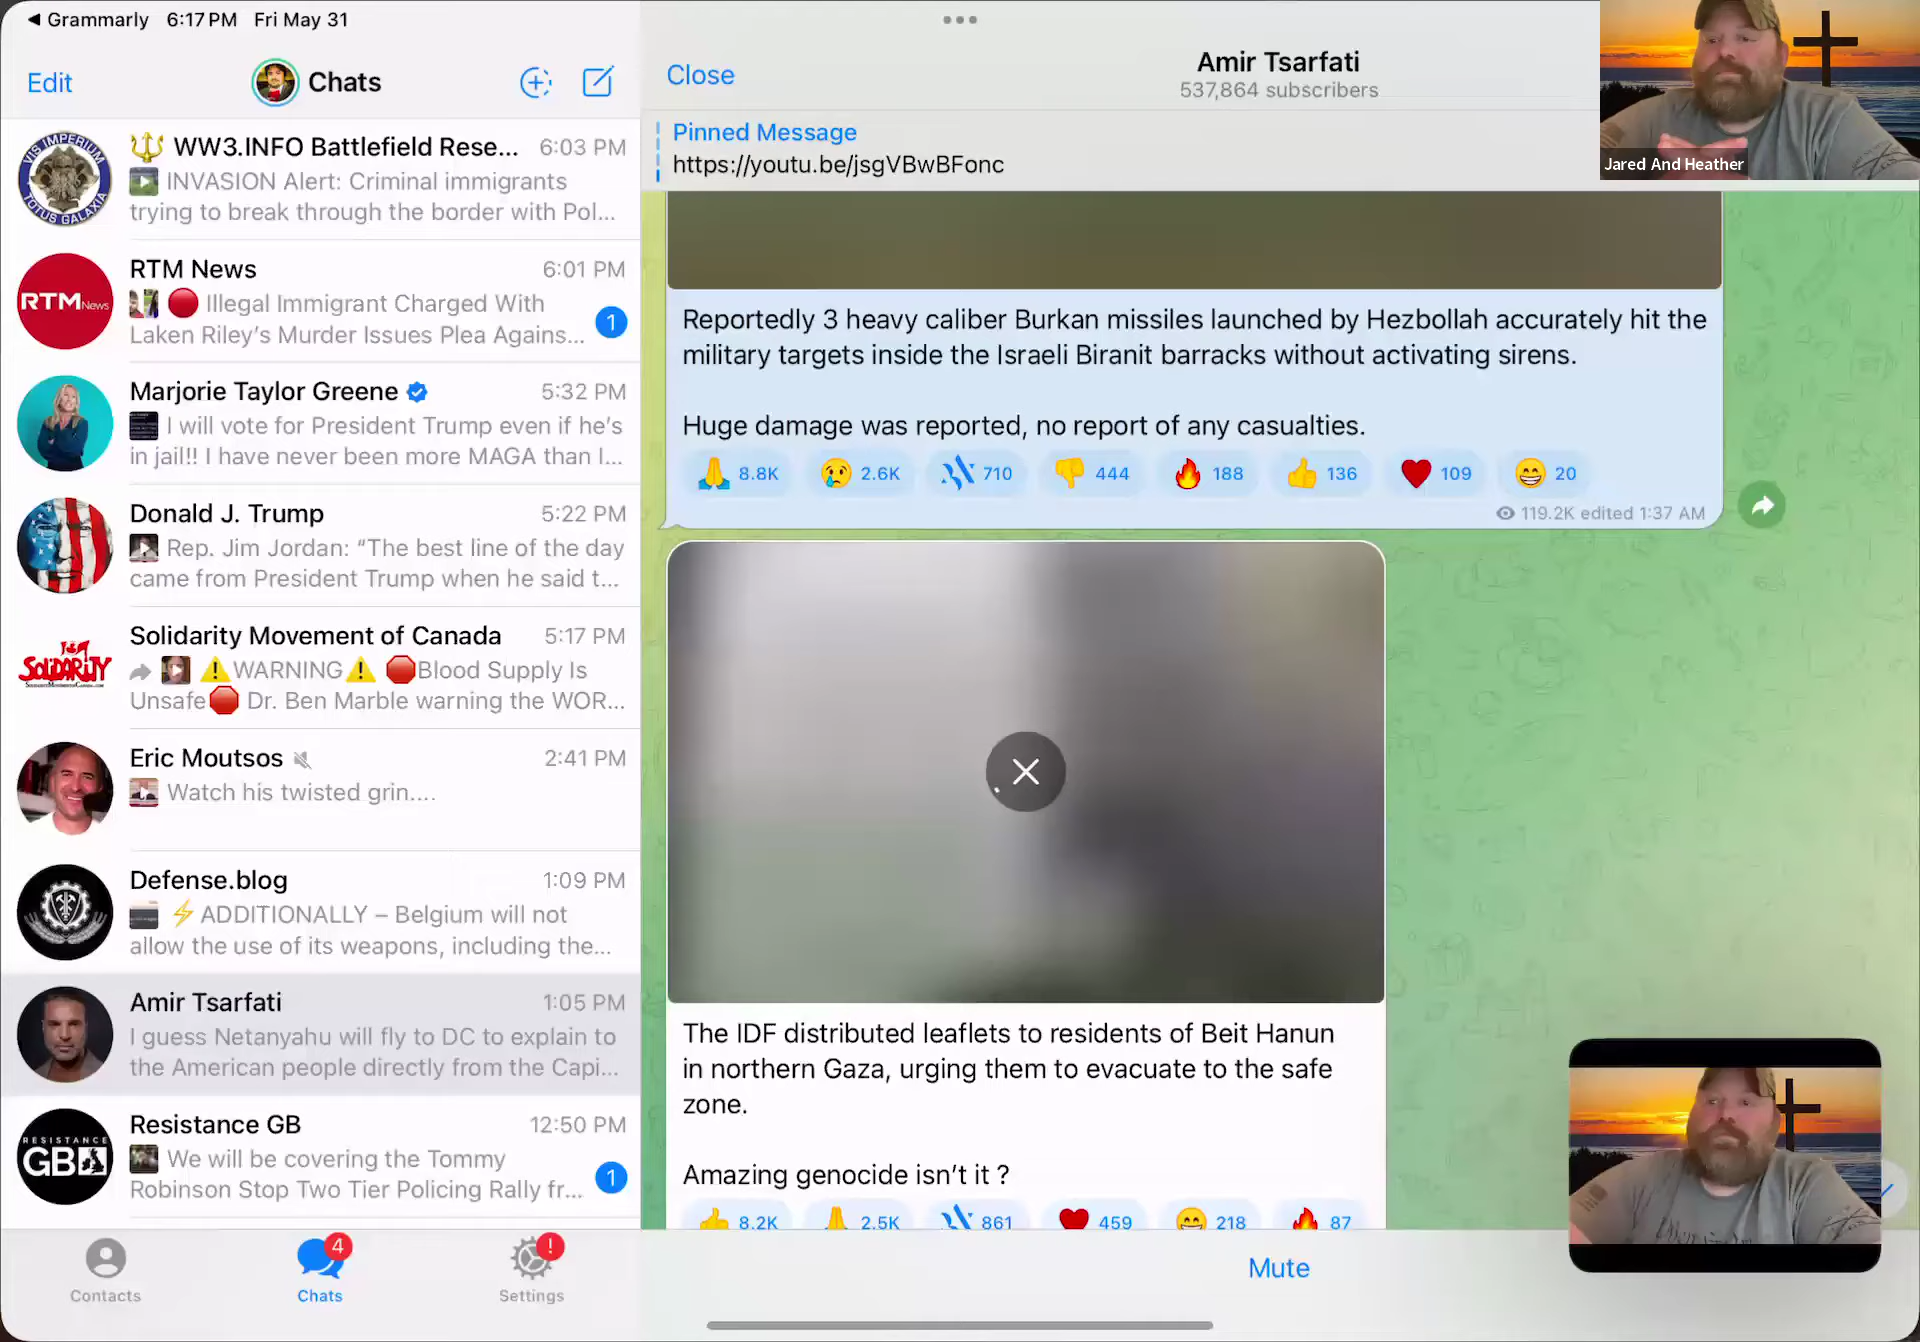 ◀ Grammarly 6:17 PM Fri May 31
Edit
Chats
VIS IMPERIUM
TOTUS GALAXIA
WW3.INFO Battlefield Rese... 6:03 PM
INVASION Alert: Criminal immigrants
trying to break through the border with Pol...
RTM News
RTM News 6:01 PM
Illegal Immigrant Charged With
Laken Riley's Murder Issues Plea Agains... 1
Marjorie Taylor Greene 5:32 PM
I will vote for President Trump even if he's
in jail!! I have never been more MAGA than I...
Donald J. Trump 5:22 PM
Rep. Jim Jordan: “The best line of the day
came from President Trump when he said t...
SOLIDARITY
Solidarity Movement of Canada 5:17 PM
⚠️WARNING⚠️ 🛑Blood Supply Is
Unsafe🛑 Dr. Ben Marble warning the WOR...
Eric Moutsos 2:41 PM
Watch his twisted grin....
Defense.blog 1:09 PM
⚡ADDITIONALLY – Belgium will not
allow the use of its weapons, including the...
Amir Tsarfati 1:05 PM
I guess Netanyahu will fly to DC to explain to
the American people directly from the Capi...
RESISTANCE
GB
Resistance GB 12:50 PM
We will be covering the Tommy
Robinson Stop Two Tier Policing Rally fr... 1
Contacts
4
Chats
!
Settings
Close
Amir Tsarfati
537,864 subscribers
Pinned Message
https://youtu.be/jsgVBwBFonc
Jared And Heather
Reportedly 3 heavy caliber Burkan missiles launched by Hezbollah accurately hit the
military targets inside the Israeli Biranit barracks without activating sirens.
Huge damage was reported, no report of any casualties.
🙏 8.8K 😢 2.6K 710 👎 444 🔥 188 👍 136 ❤️ 109 😁 20
119.2K edited 1:37 AM
The IDF distributed leaflets to residents of Beit Hanun
in northern Gaza, urging them to evacuate to the safe
zone.
Amazing genocide isn't it ?
👍 8.2K 🙏 2.5K 861 ❤️ 459 😁 218 🔥 87
Mute